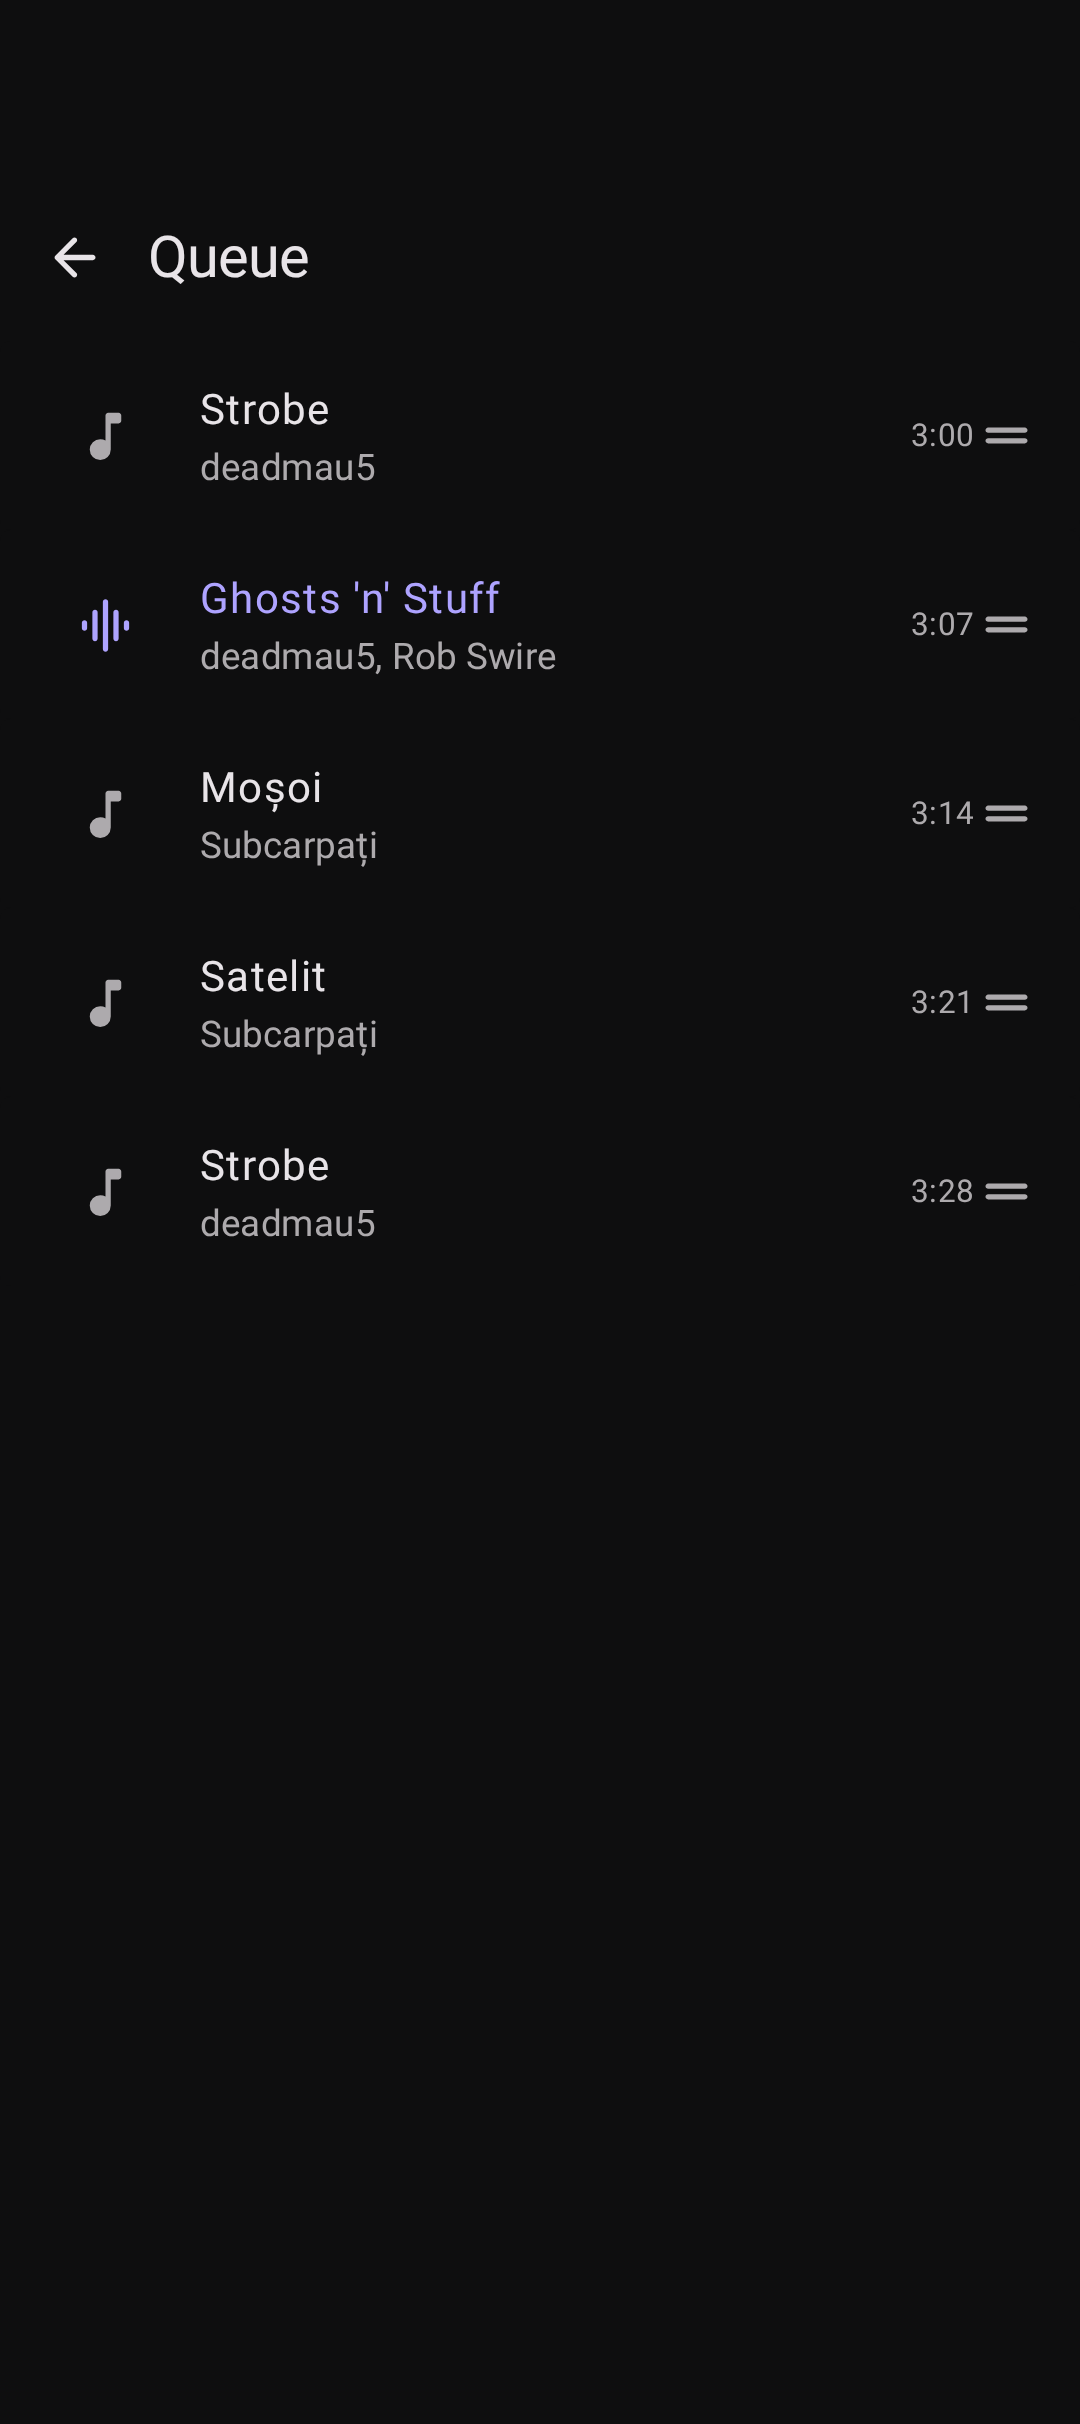 Queue
Strobe
deadmau5
3:00
Ghosts 'n' Stuff
deadmau5, Rob Swire
3:07
Moșoi
Subcarpați
3:14
Satelit
Subcarpați
3:21
Strobe
deadmau5
3:28